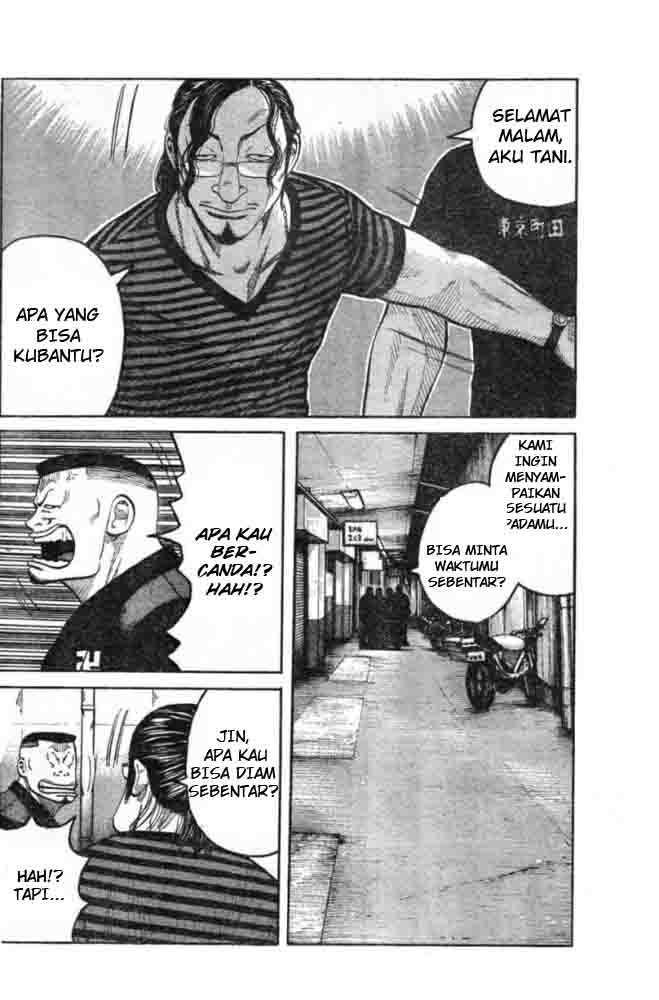 SELAMAT
MALAM,
AKU TANI.
東京町田
APA YANG
BISA
KUBANTU?
KAMI
INGIN
MENYAM-
PAIKAN
SESUATU
PADAMU...
BISA MINTA
WAKTUMU
SEBENTAR?
APA KAU
BER-
CANDA!?
HAH!?
JIN,
APA KAU
BISA DIAM
SEBENTAR?
HAH!?
TAPI...